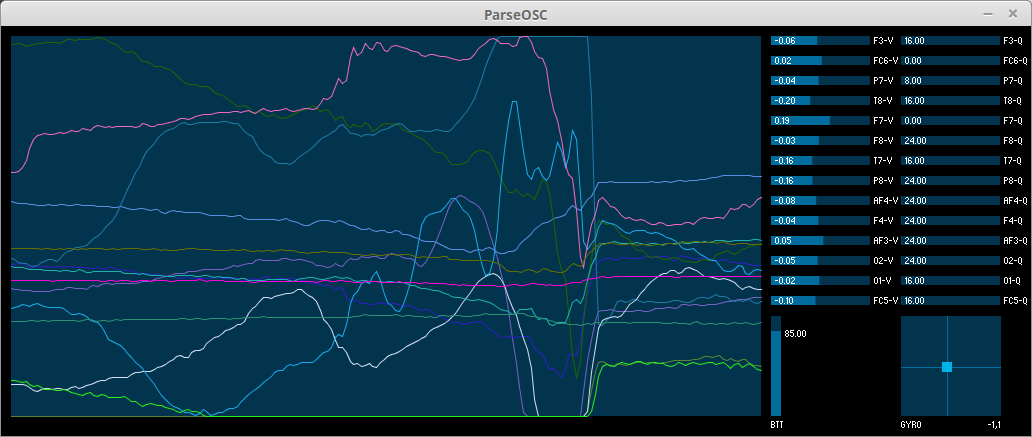 ParseOSC
-0.06 F3-V 16.00 F3-Q
0.02 FC6-V 0.00 FC6-Q
-0.04 P7-V 8.00 P7-Q
-0.20 T8-V 16.00 T8-Q
0.19 F7-V 0.00 F7-Q
-0.03 F8-V 24.00 F8-Q
-0.16 T7-V 16.00 T7-Q
-0.16 P8-V 24.00 P8-Q
-0.08 AF4-V 24.00 AF4-Q
-0.04 F4-V 24.00 F4-Q
0.05 AF3-V 24.00 AF3-Q
-0.05 O2-V 24.00 O2-Q
-0.02 O1-V 16.00 O1-Q
-0.10 FC5-V 16.00 FC5-Q
85.00
BTT GYRO -1,1